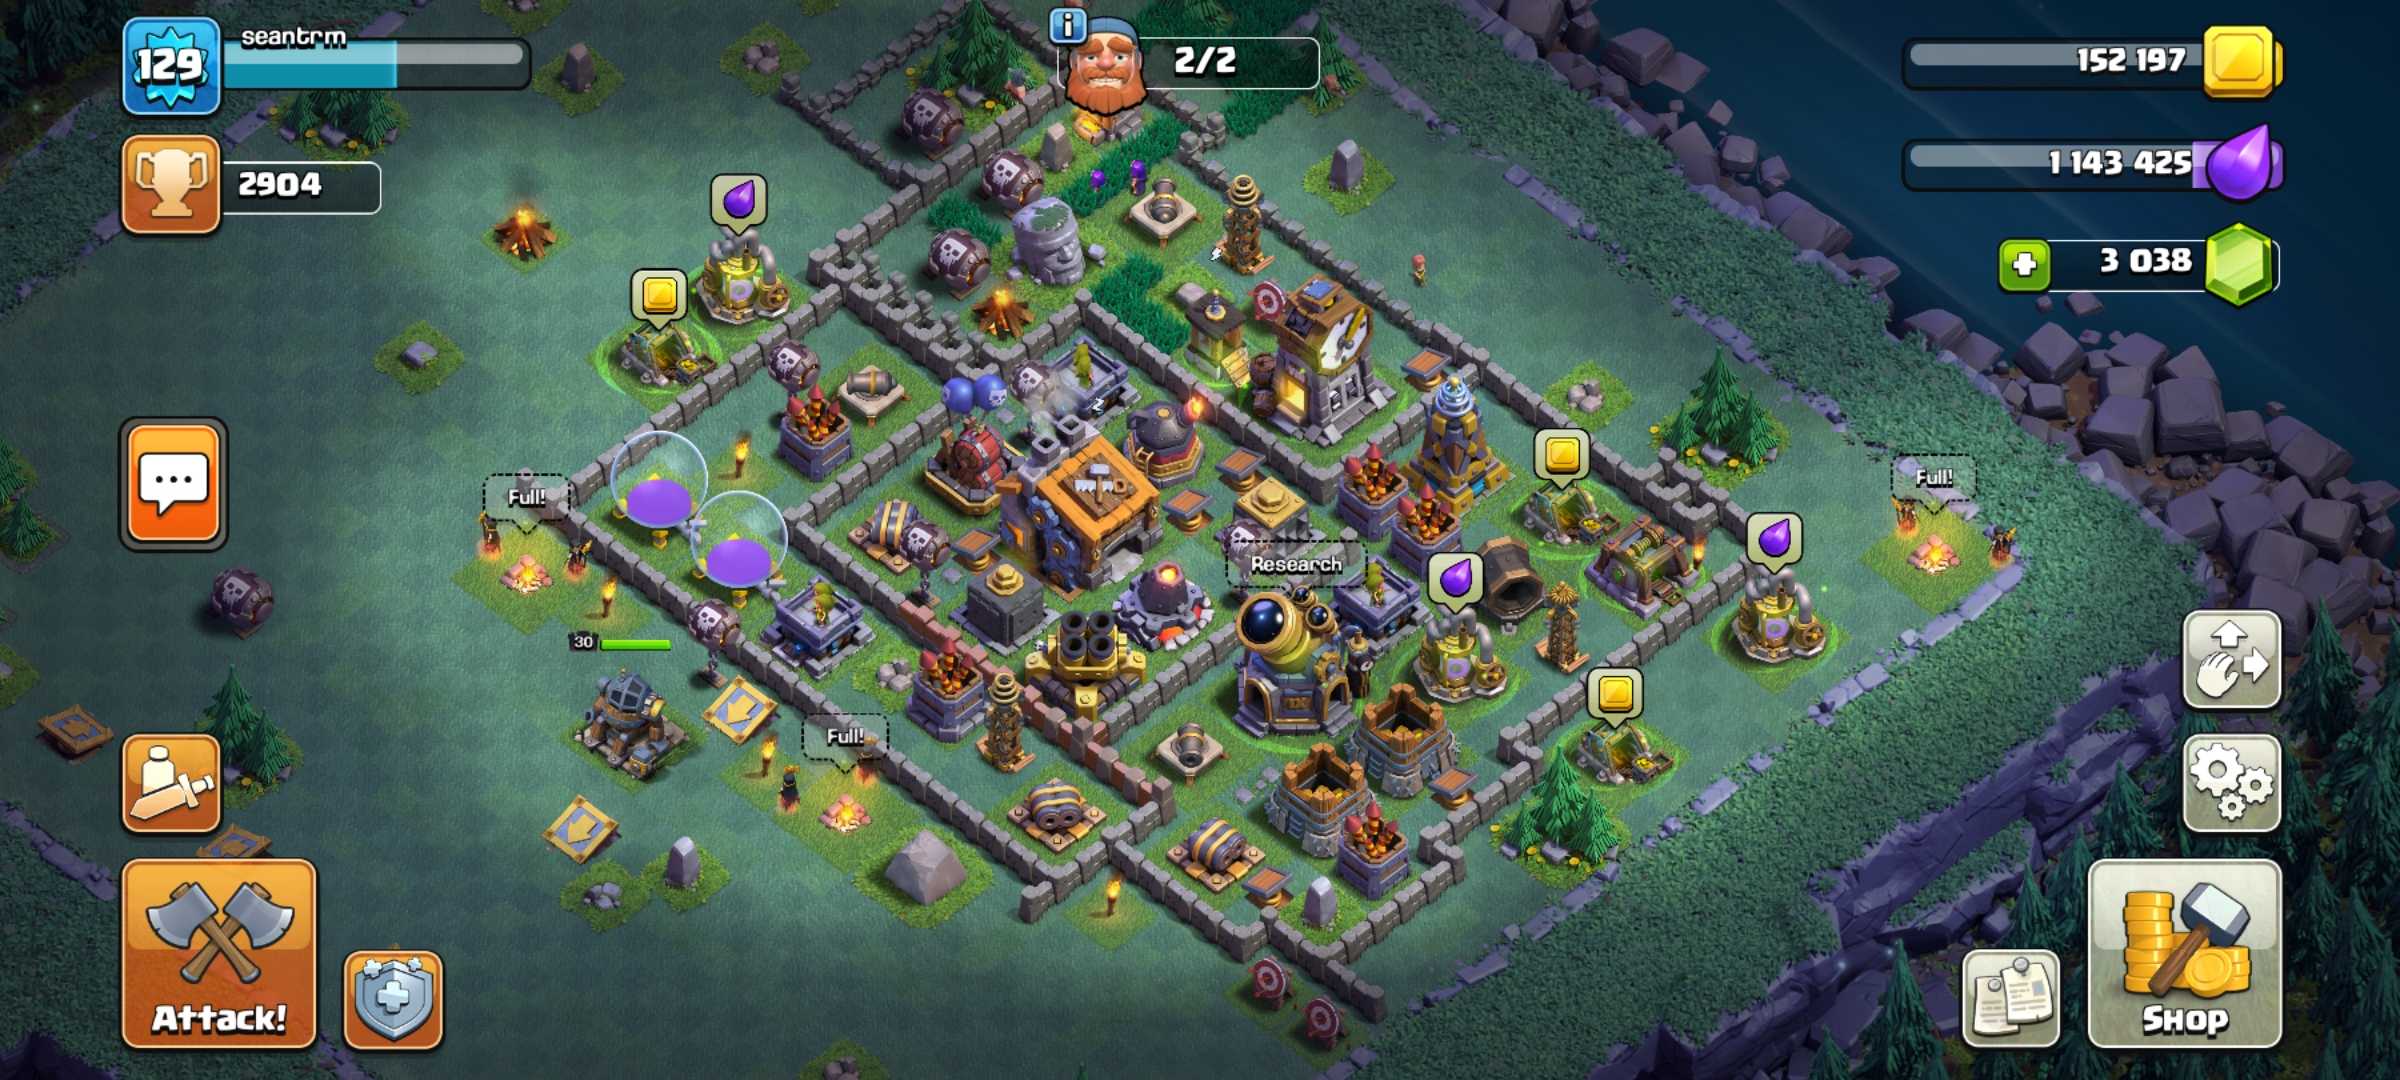 129
seantrm
i
2/2
152 197
2904
1 143 425
3 038
Full!
Full!
Research
30
Full!
Attack!
Shop